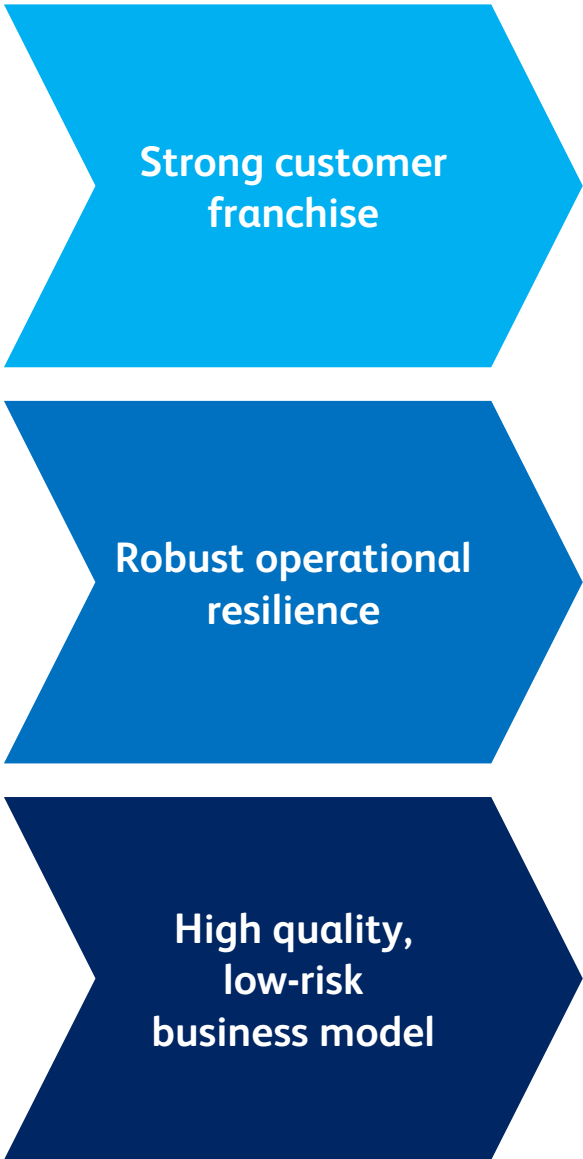 Strong customer
franchise
Robust operational
resilience
High quality,
low-risk
business model